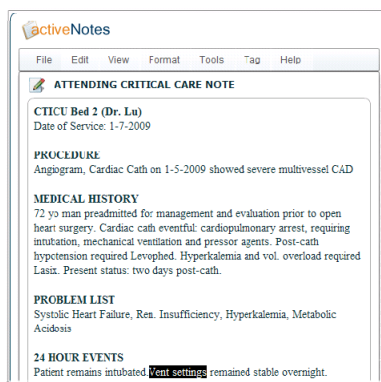 activeNotes
File Edit View Format Tools Tag Help
ATTENDING CRITICAL CARE NOTE
CTICU Bed 2 (Dr. Lu)
Date of Service: 1-7-2009
PROCEDURE
Angiogram, Cardiac Cath on 1-5-2009 showed severe multivessel CAD
MEDICAL HISTORY
72 yo man preadmitted for management and evaluation prior to open
heart surgery. Cardiac cath eventful: cardiopulmonary arrest, requiring
intubation, mechanical ventilation and pressor agents. Post-cath
hypotension required Levophed. Hyperkalemia and vol. overload required
Lasix. Present status: two days post-cath.
PROBLEM LIST
Systolic Heart Failure, Ren. Insufficiency, Hyperkalemia, Metabolic
Acidosis
24 HOUR EVENTS
Patient remains intubated. Vent settings remained stable overnight.